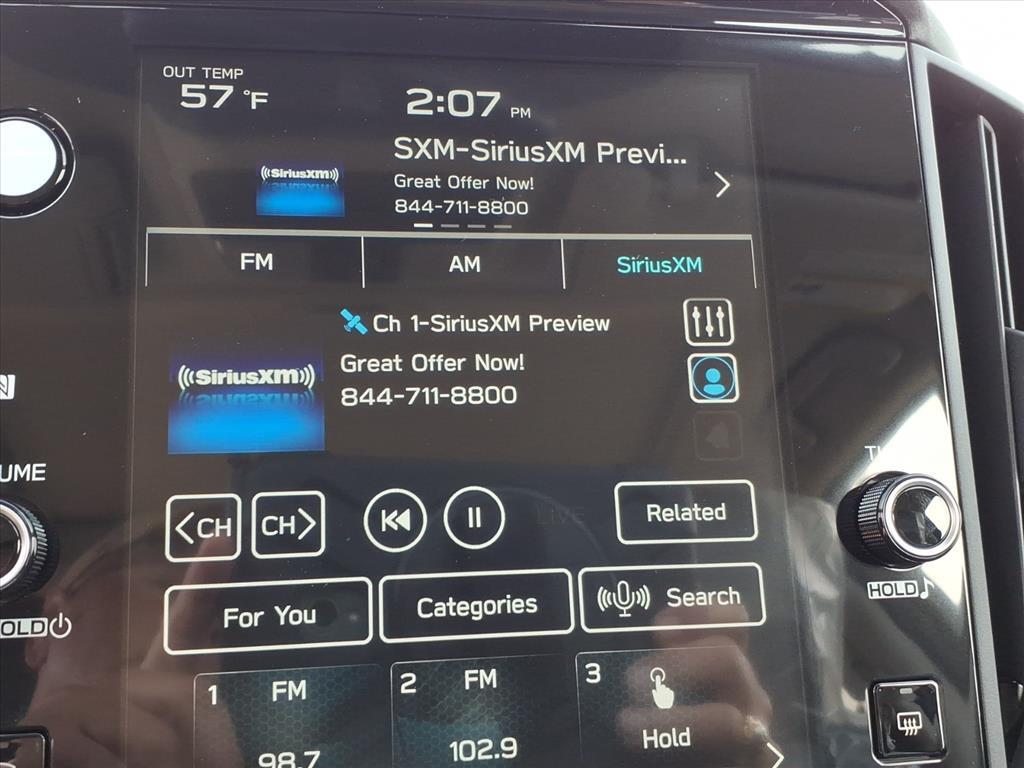 OUT TEMP
57 °F
2:07 PM
SXM-SiriusXM Previ...
((SiriusXM))
Great Offer Now!
844-711-8800
FM
AM
SiriusXM
Ch 1-SiriusXM Preview
((SiriusXM))
Great Offer Now!
844-711-8800
N
UME
<CH
CH>
LIVE
Related
OLD
For You
Categories
Search
HOLD
1
FM
98.7
2
FM
102.9
3
Hold